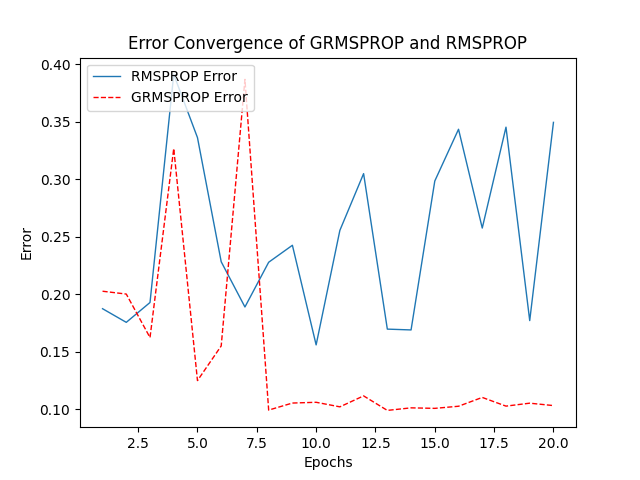 Error Convergence of GRMSPROP and RMSPROP
RMSPROP Error
GRMSPROP Error
0.40
0.35
0.30
0.25
0.20
0.15
0.10
Error
2.5 5.0 7.5 10.0 12.5 15.0 17.5 20.0
Epochs